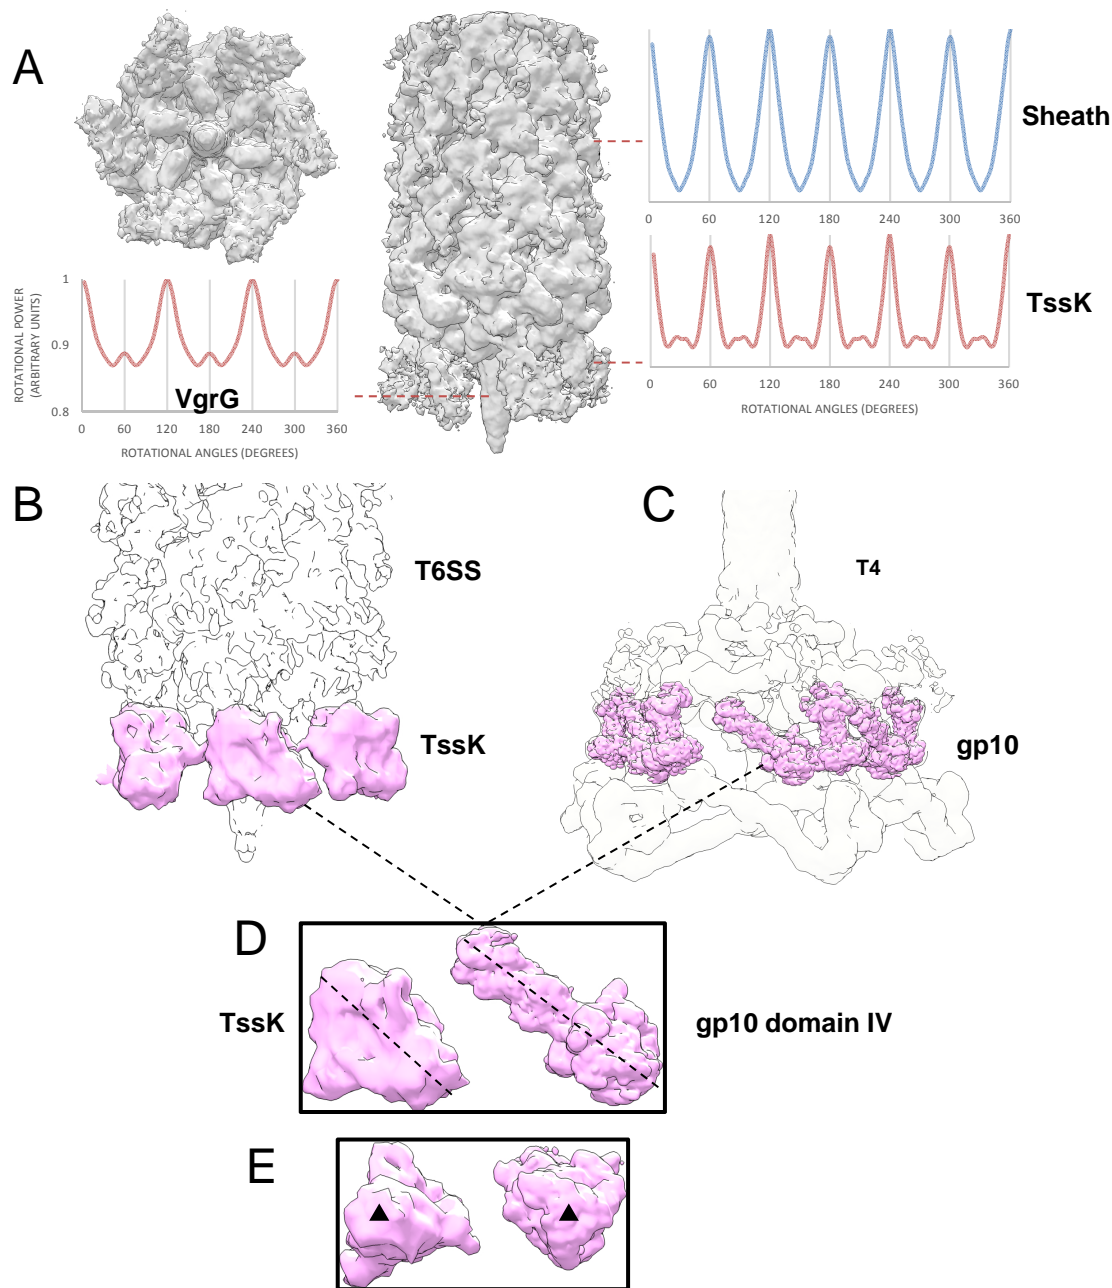 A
Sheath
0 60 120 180 240 300 360
TssK
0 60 120 180 240 300 360
ROTATIONAL ANGLES (DEGREES)
ROTATIONAL POWER
(ARBITRARY UNITS)
1
0.9
0.8
VgrG
0 60 120 180 240 300 360
ROTATIONAL ANGLES (DEGREES)
B
T6SS
TssK
C
T4
gp10
D
TssK
gp10 domain IV
E